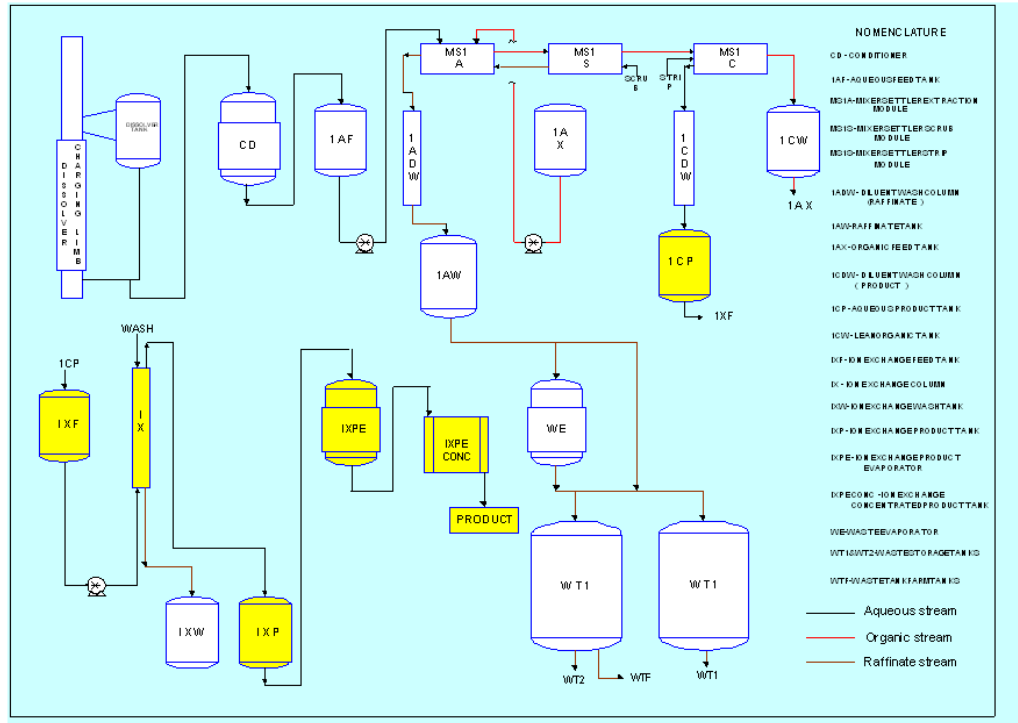 NOMENCLATURE
CD-CONDITIONER
1AF-AQUEOUSFEEDTANK
MS1A-MIXERSETTLEREXTRACTION
MODULE
MS1S-MIXERSETTLERSCRUB
MODULE
MS1S-MIXERSETTLERSTRIP
MODULE
1ADW-DILUENTWASHCOLUMN
(RAFFINATE)
1AW-RAFFINATETANK
1AX-ORGANICFEEDTANK
1CDW-DILUENTWASHCOLUMN
(PRODUCT)
1CP-AQUEOUSPRODUCTTANK
1CW-LEANORGANICTANK
IXF-IONEXCHANGEFEEDTANK
IX-IONEXCHANGECOLUMN
IXW-IONEXCHANGEWASHTANK
IXP-IONEXCHANGEPRODUCTTANK
IXPE-IONEXCHANGEPRODUCT
EVAPORATOR
IXPECONC-IONEXCHANGE
CONCENTRATEDPRODUCTTANK
WE-WASTEEVAPORATOR
WT1&WT2-WASTESTORAGETANKS
WTF-WASTETANKFARMTANKS
Aqueous stream
Organic stream
Raffinate stream
DISSOLVER
CHARGING LIMB
DISSOLVER
TANK
CD
1AF
MS1
A
MS1
S
MS1
C
SCRUB
STRIP
1ADW
1A
X
1CDW
1CW
1AX
1AW
1CP
1XF
WASH
1CP
IXF
IX
IXW
IXP
IXPE
IXPE
CONC
PRODUCT
WE
WT1
WT1
WT2
WTF
WT1